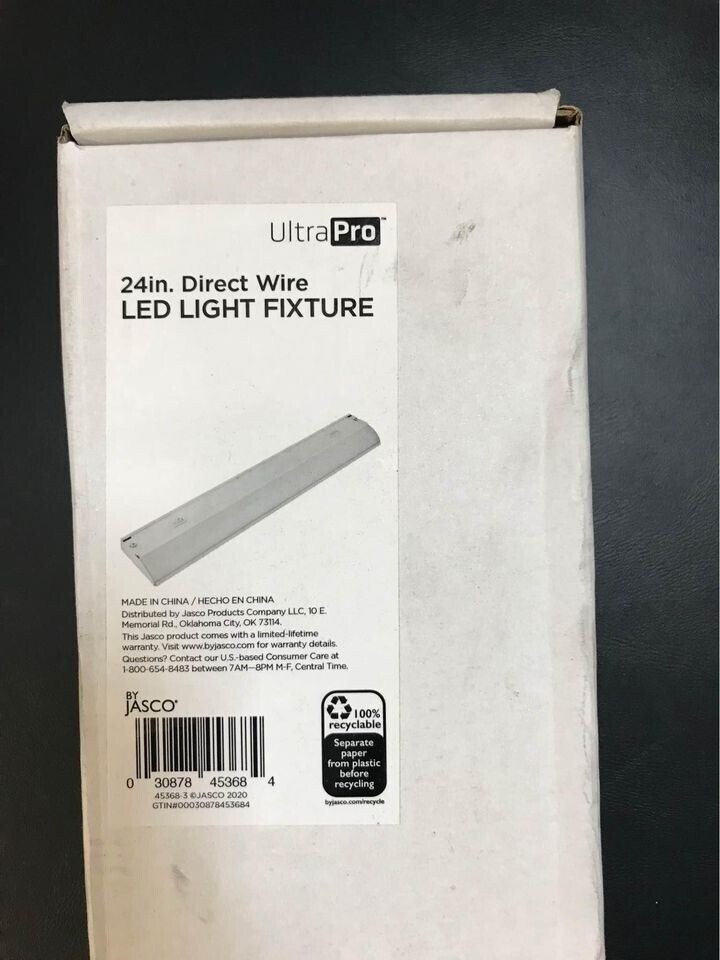 UltraPro™
24in. Direct Wire
LED LIGHT FIXTURE
MADE IN CHINA / HECHO EN CHINA
Distributed by Jasco Products Company LLC, 10 E.
Memorial Rd., Oklahoma City, OK 73114.
This Jasco product comes with a limited-lifetime
warranty. Visit www.byjasco.com for warranty details.
Questions? Contact our U.S.-based Consumer Care at
1-800-654-8483 between 7AM—8PM M-F, Central Time.
BY
JASCO®
0 30878 45368 4
45368-3 ©JASCO 2020
GTIN#00030878453684
100%
recyclable
Separate
paper
from plastic
before
recycling
byjasco.com/recycle